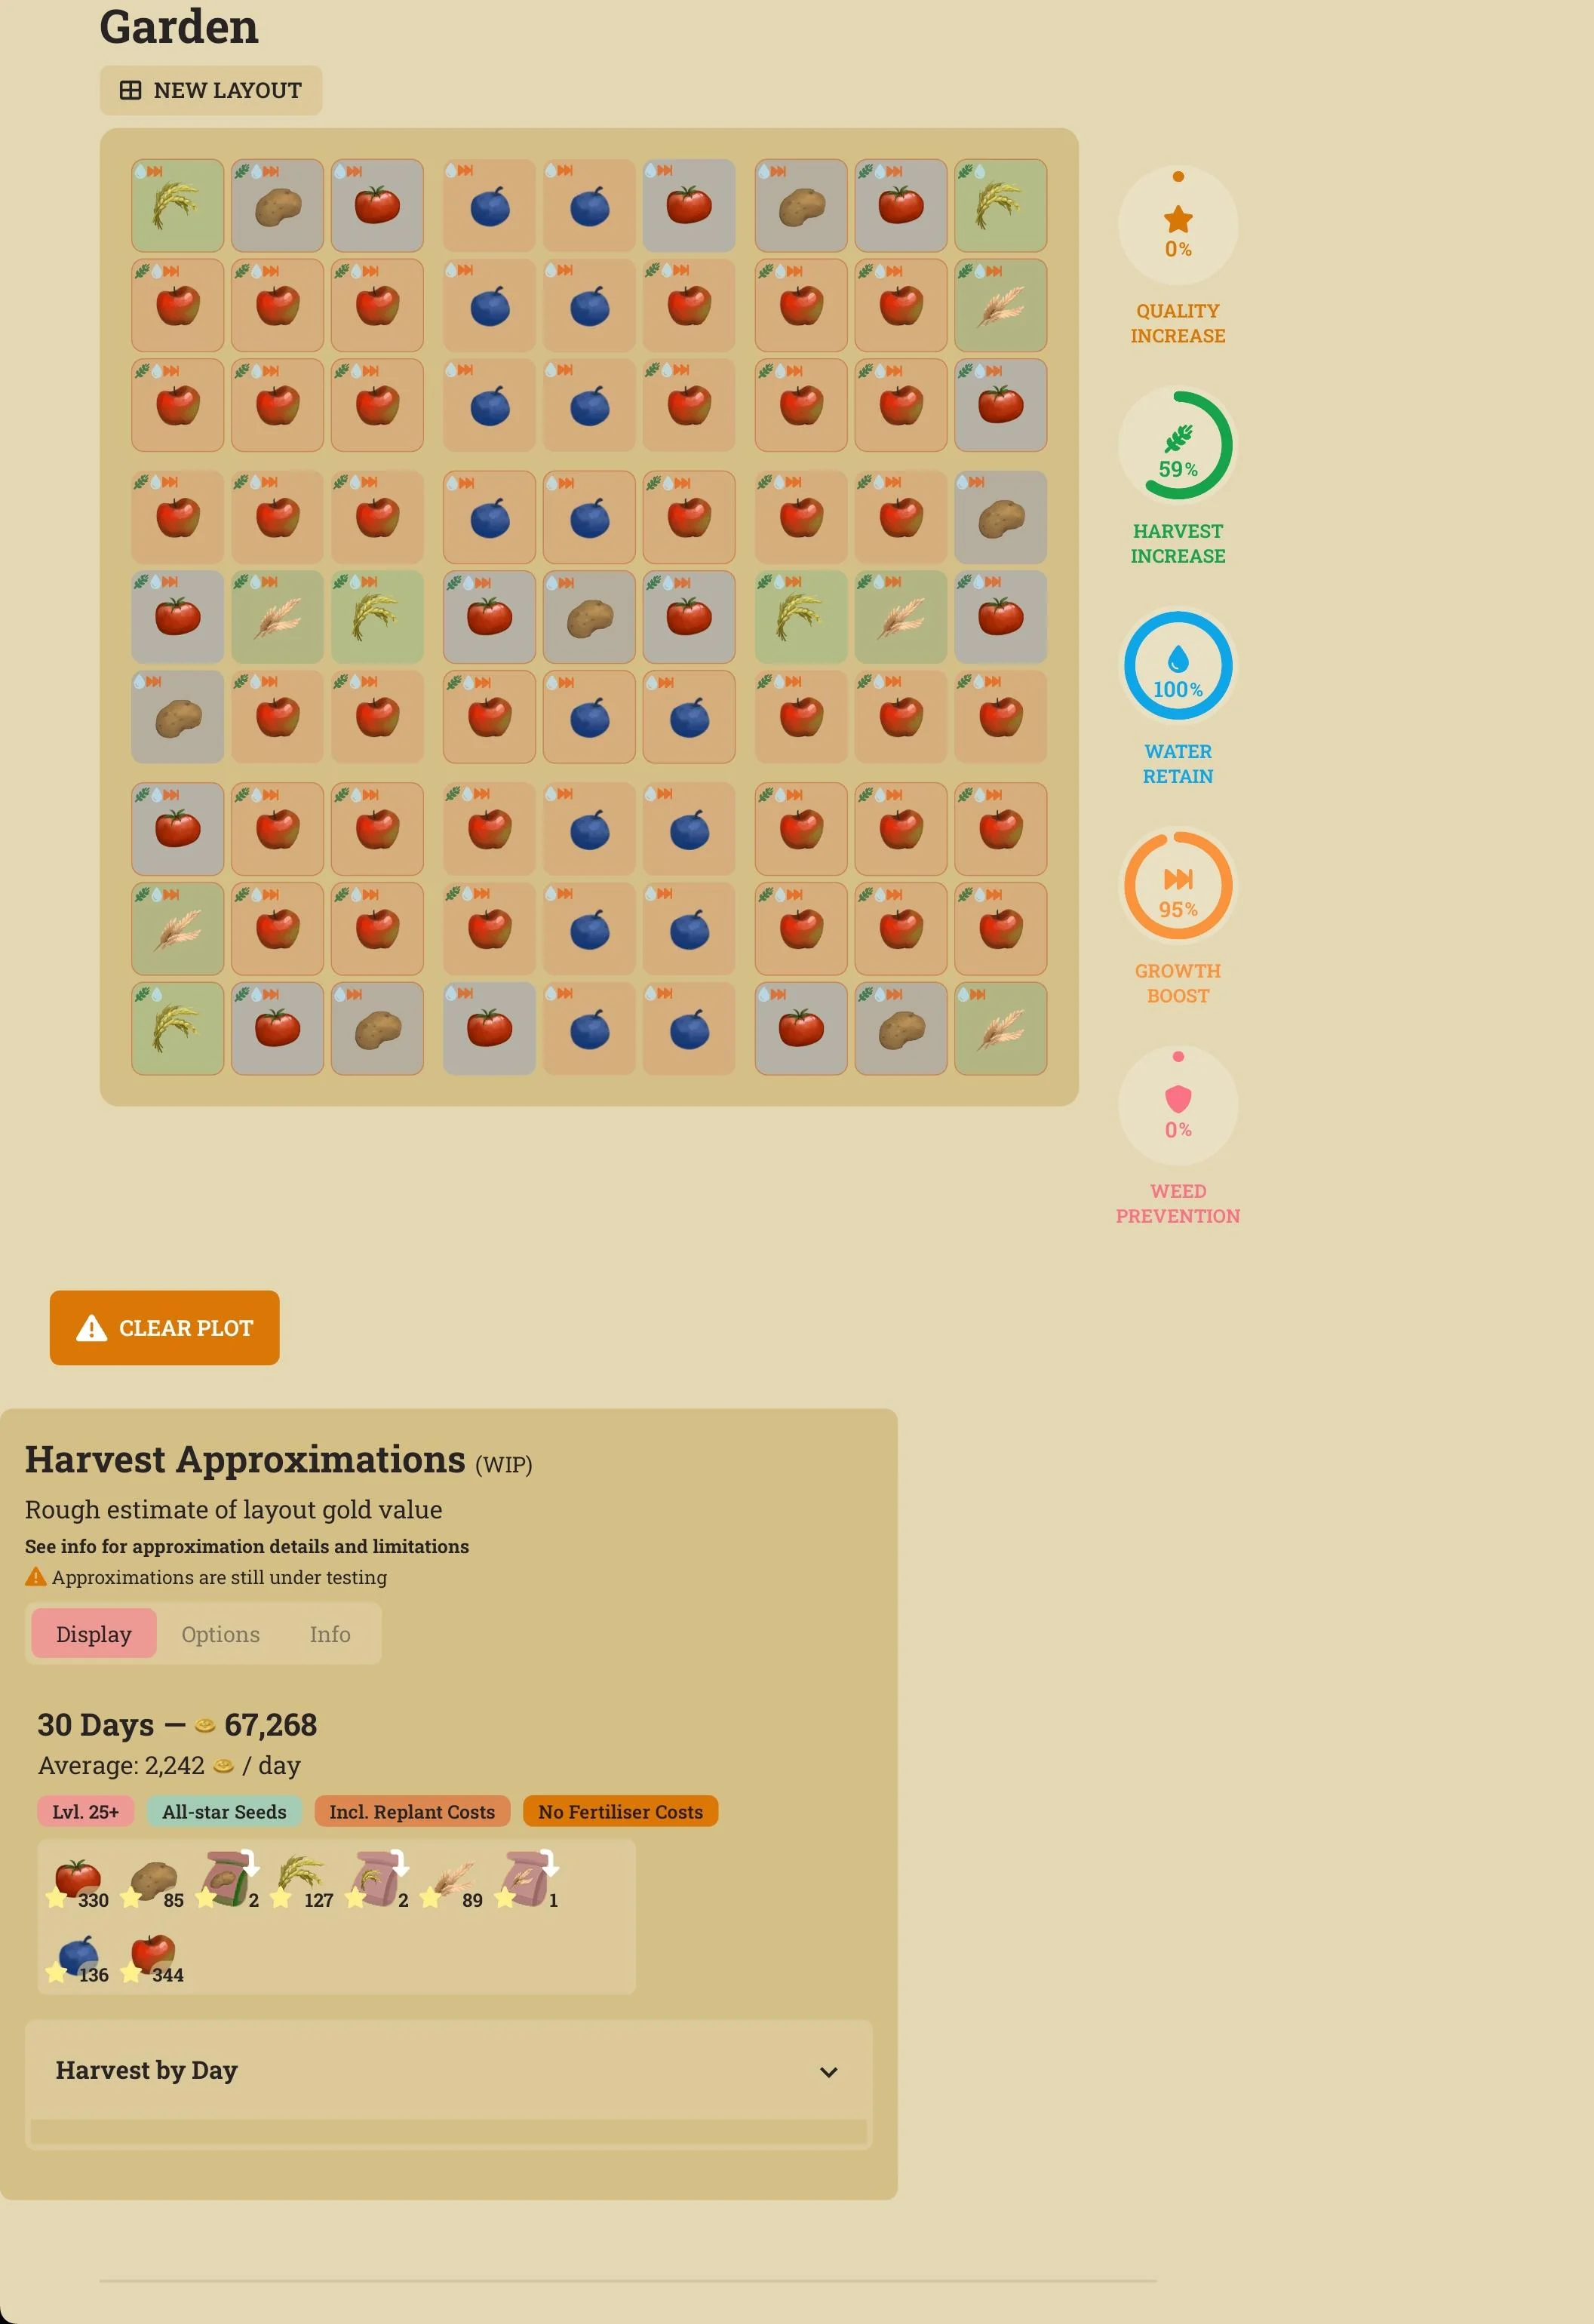 Garden
NEW LAYOUT
0%
QUALITY
INCREASE
59%
HARVEST
INCREASE
100%
WATER
RETAIN
95%
GROWTH
BOOST
0%
WEED
PREVENTION
CLEAR PLOT
Harvest Approximations (WIP)
Rough estimate of layout gold value
See info for approximation details and limitations
Approximations are still under testing
Display Options Info
30 Days — 67,268
Average: 2,242 / day
Lvl. 25+ All-star Seeds Incl. Replant Costs No Fertiliser Costs
330 85 2 127 2 89 1
136 344
Harvest by Day